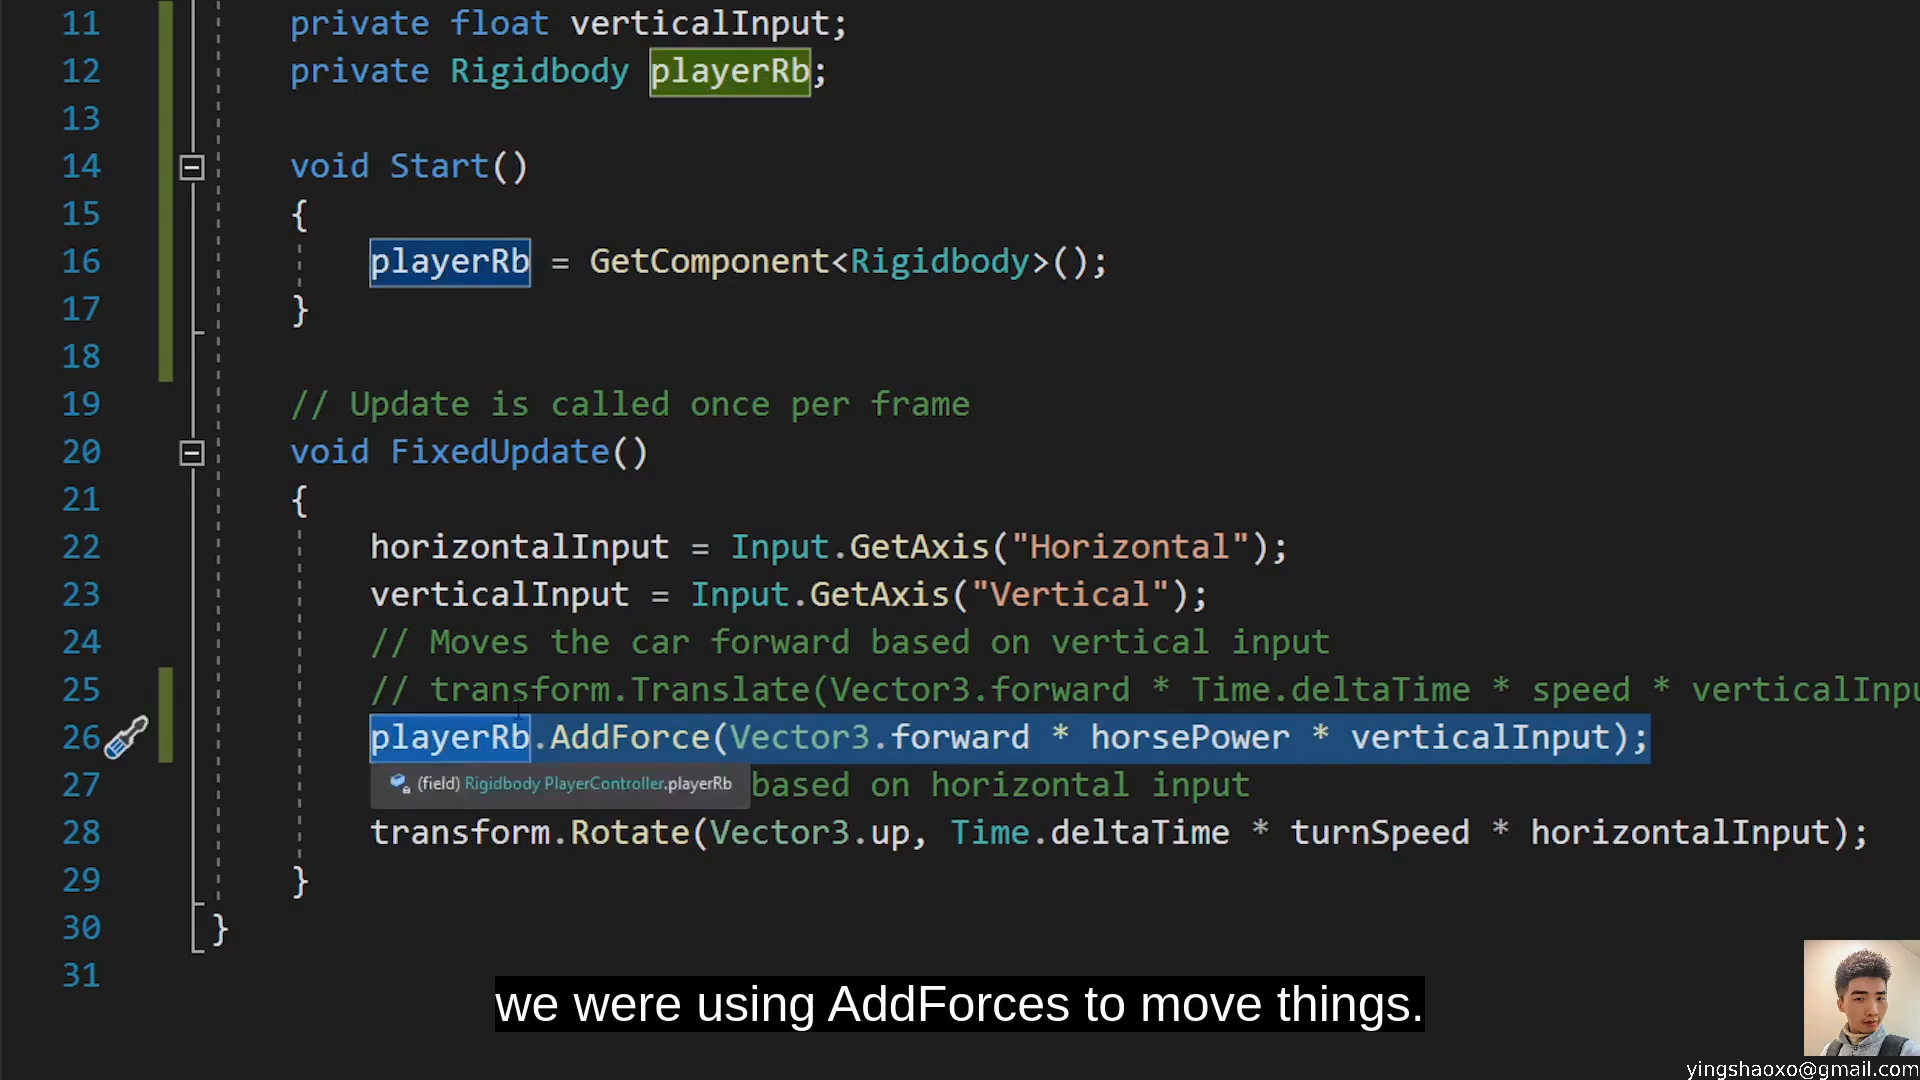 11 private float verticalInput;
12 private Rigidbody playerRb;
13
14 void Start()
15 {
16 playerRb = GetComponent<Rigidbody>();
17 }
18
19 // Update is called once per frame
20 void FixedUpdate()
21 {
22 horizontalInput = Input.GetAxis("Horizontal");
23 verticalInput = Input.GetAxis("Vertical");
24 // Moves the car forward based on vertical input
25 // transform.Translate(Vector3.forward * Time.deltaTime * speed * verticalInpu
26 playerRb.AddForce(Vector3.forward * horsePower * verticalInput);
27 (field) Rigidbody PlayerController.playerRb based on horizontal input
28 transform.Rotate(Vector3.up, Time.deltaTime * turnSpeed * horizontalInput);
29 }
30 }
31
we were using AddForces to move things.
yingshaoxo@gmail.com